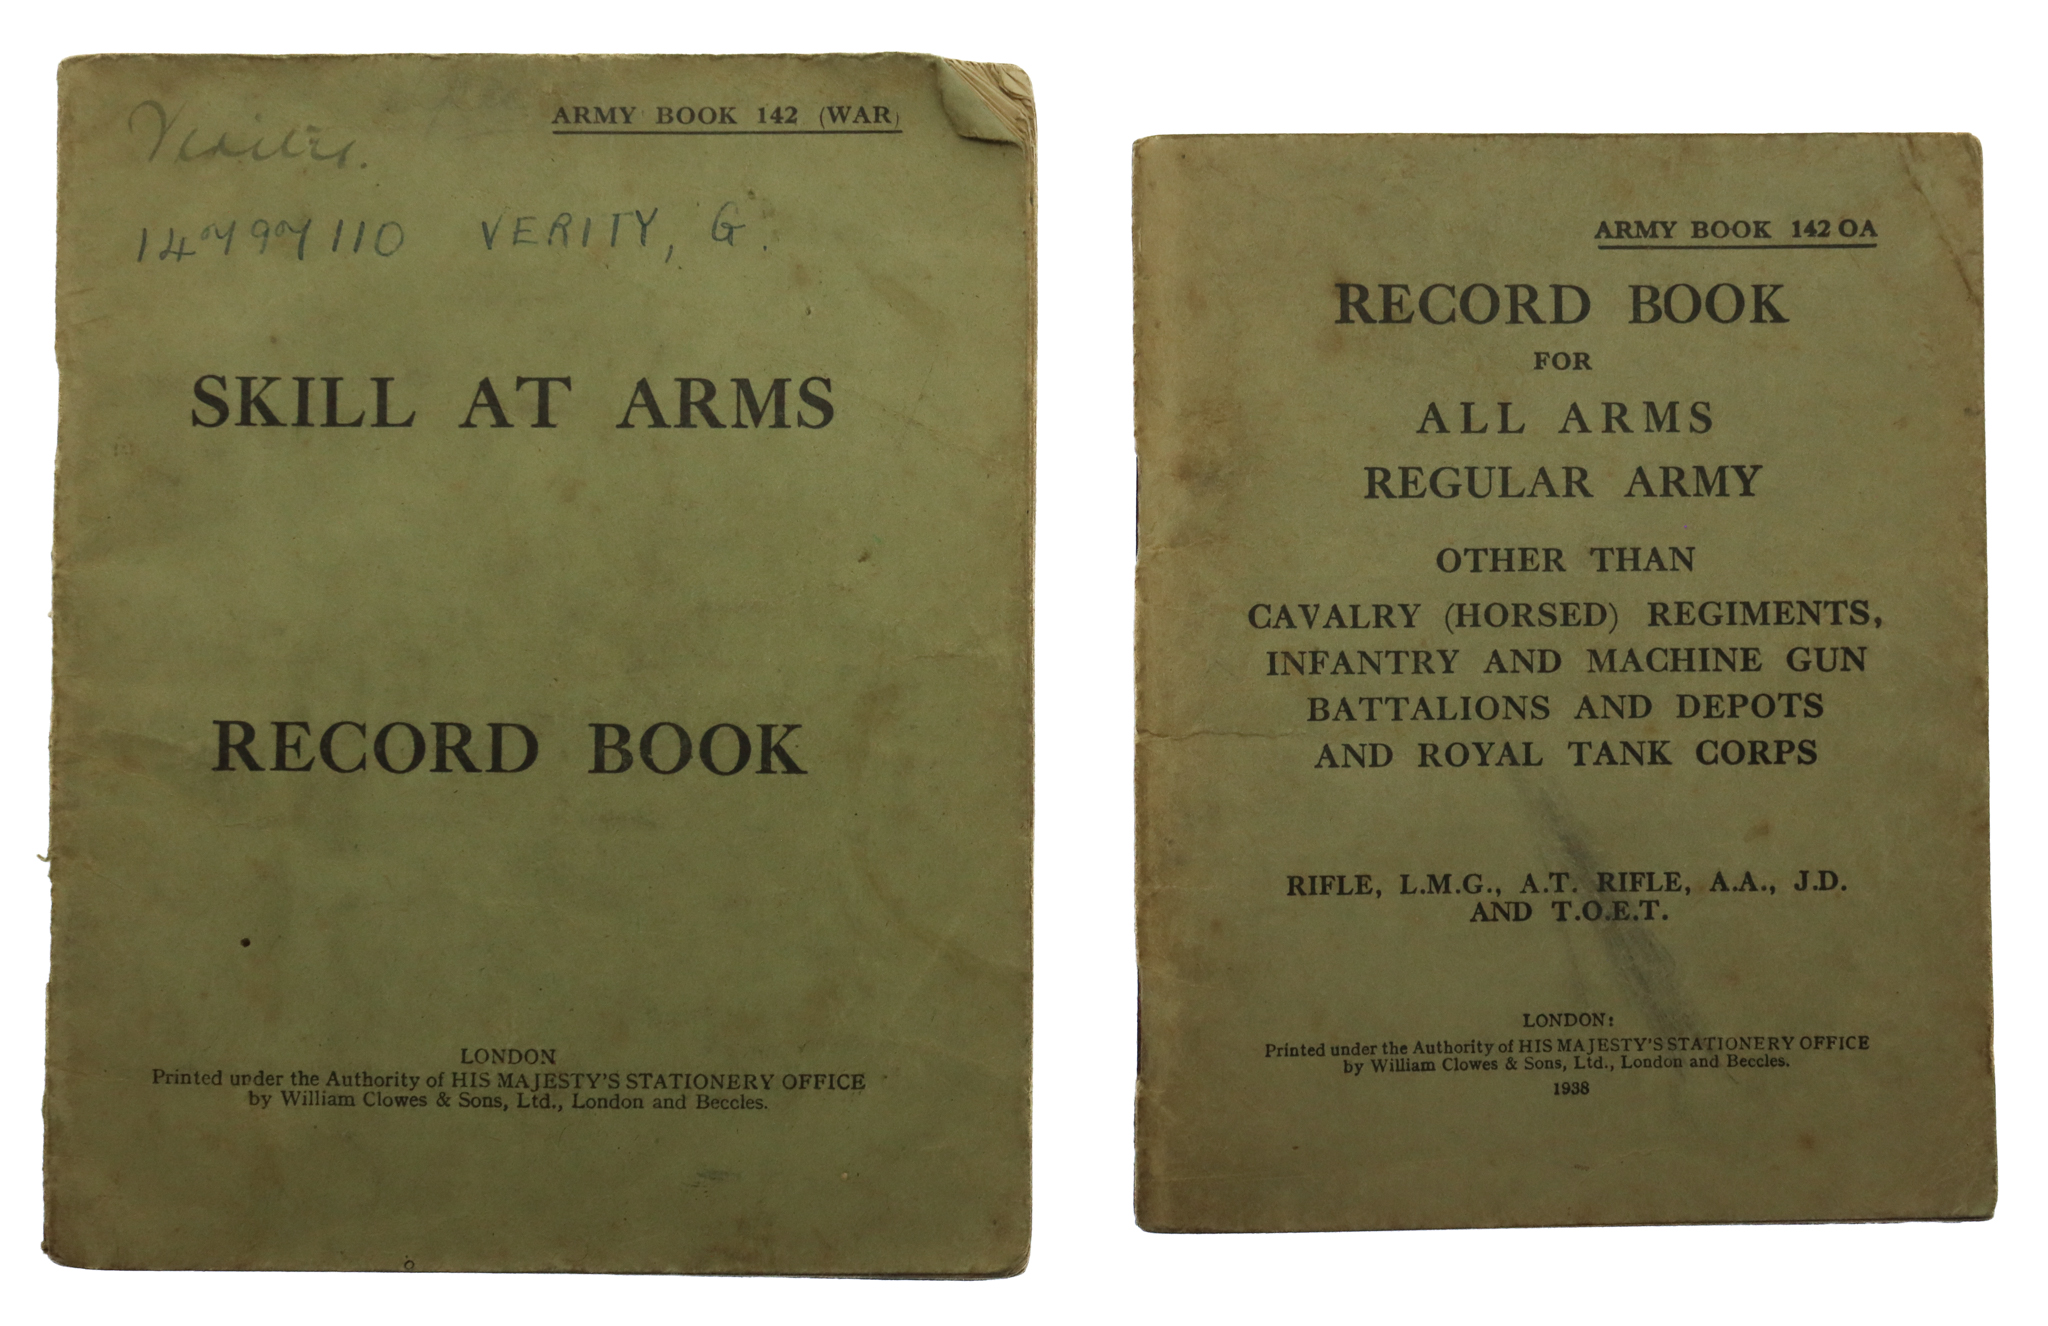 ARMY BOOK 142 (WAR)
Verity.
14797110 VERITY, G.
SKILL AT ARMS
RECORD BOOK
LONDON
Printed under the Authority of HIS MAJESTY'S STATIONERY OFFICE
by William Clowes & Sons, Ltd., London and Beccles.
ARMY BOOK 142 OA
RECORD BOOK
FOR
ALL ARMS
REGULAR ARMY
OTHER THAN
CAVALRY (HORSED) REGIMENTS,
INFANTRY AND MACHINE GUN
BATTALIONS AND DEPOTS
AND ROYAL TANK CORPS
RIFLE, L.M.G., A.T. RIFLE, A.A., J.D.
AND T.O.E.T.
LONDON:
Printed under the Authority of HIS MAJESTY'S STATIONERY OFFICE
by William Clowes & Sons, Ltd., London and Beccles.
1938